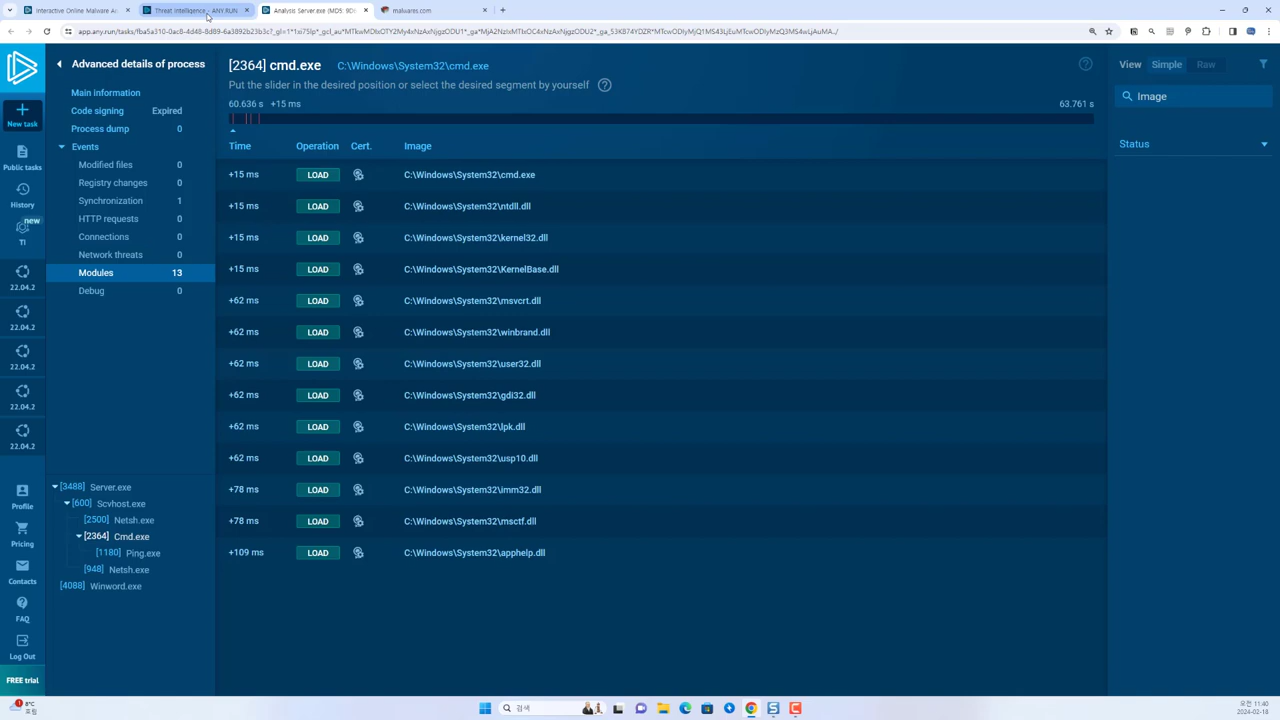 Interactive Online Malware A
Threat Intelligence - ANY.RUN
Analysis Server.exe (MD5: 9D
malwares.com
Advanced details of process
Main information
Code signing Expired
Process dump 0
Events
Modified files 0
Registry changes 0
Synchronization 1
HTTP requests 0
Connections 0
Network threats 0
Modules 13
Debug 0
New task
Public tasks
History
new
TI
22.04.2
22.04.2
22.04.2
22.04.2
22.04.2
Profile
Pricing
Contacts
FAQ
Log Out
FREE trial
[3488] Server.exe
[600] Scvhost.exe
[2500] Netsh.exe
[2364] Cmd.exe
[1180] Ping.exe
[948] Netsh.exe
[4088] Winword.exe
[2364] cmd.exe C:\Windows\System32\cmd.exe
Put the slider in the desired position or select the desired segment by yourself
60.636 s +15 ms 63.761 s
Time Operation Cert. Image
+15 ms LOAD C:\Windows\System32\cmd.exe
+15 ms LOAD C:\Windows\System32\ntdll.dll
+15 ms LOAD C:\Windows\System32\kernel32.dll
+15 ms LOAD C:\Windows\System32\KernelBase.dll
+62 ms LOAD C:\Windows\System32\msvcrt.dll
+62 ms LOAD C:\Windows\System32\winbrand.dll
+62 ms LOAD C:\Windows\System32\user32.dll
+62 ms LOAD C:\Windows\System32\gdi32.dll
+62 ms LOAD C:\Windows\System32\lpk.dll
+62 ms LOAD C:\Windows\System32\usp10.dll
+78 ms LOAD C:\Windows\System32\imm32.dll
+78 ms LOAD C:\Windows\System32\msctf.dll
+109 ms LOAD C:\Windows\System32\apphelp.dll
View Simple Raw
Image
Status
8°C
흐림
검색
오전 11:40
2024-02-18